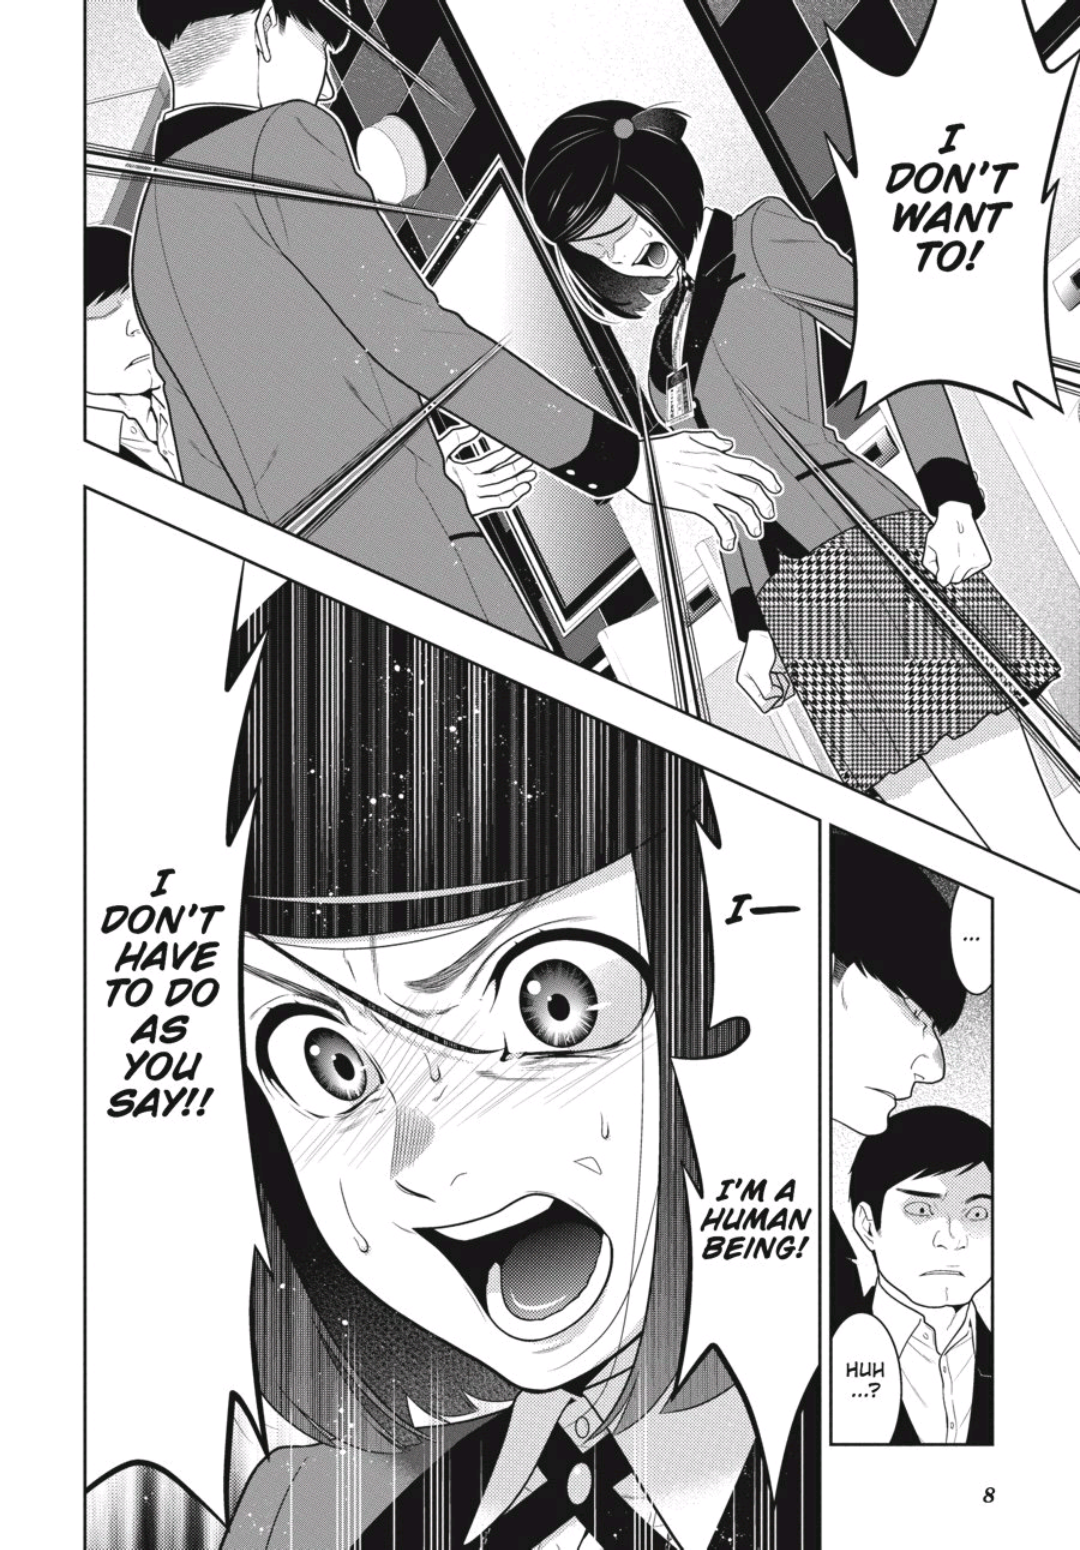 I
DON'T
WANT
TO!
...
HUH
...?
I—
I'M A
HUMAN
BEING!
I
DON'T
HAVE
TO DO
AS
YOU
SAY!!
8